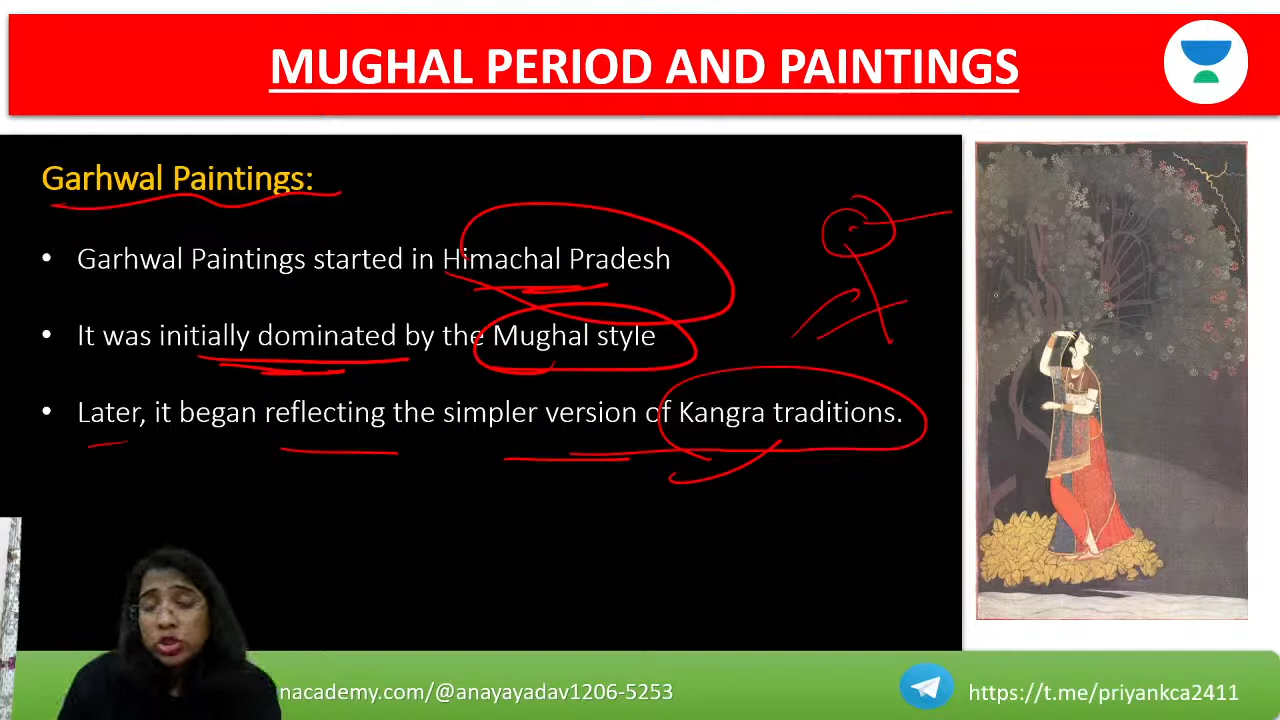 MUGHAL PERIOD AND PAINTINGS
Garhwal Paintings:
• Garhwal Paintings started in Himachal Pradesh
• It was initially dominated by the Mughal style
• Later, it began reflecting the simpler version of Kangra traditions.
nacademy.com/@anayayadav1206-5253
https://t.me/priyankca2411